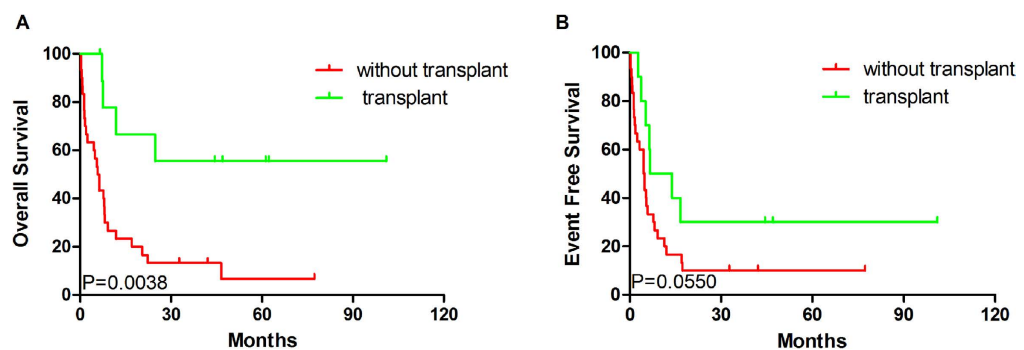 A
Overall Survival
100
80
60
40
20
0
without transplant
transplant
P=0.0038
0 30 60 90 120
Months
B
Event Free Survival
100
80
60
40
20
0
without transplant
transplant
P=0.0550
0 30 60 90 120
Months